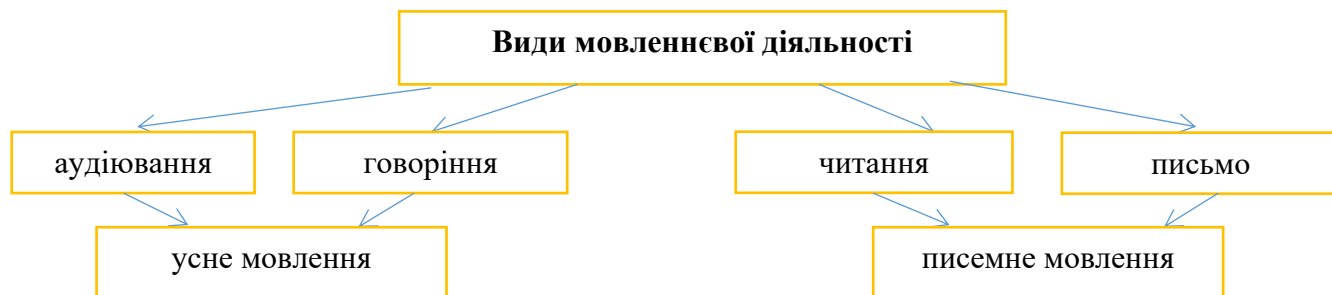 Види мовленнєвої діяльності
аудіювання
говоріння
читання
письмо
усне мовлення
писемне мовлення